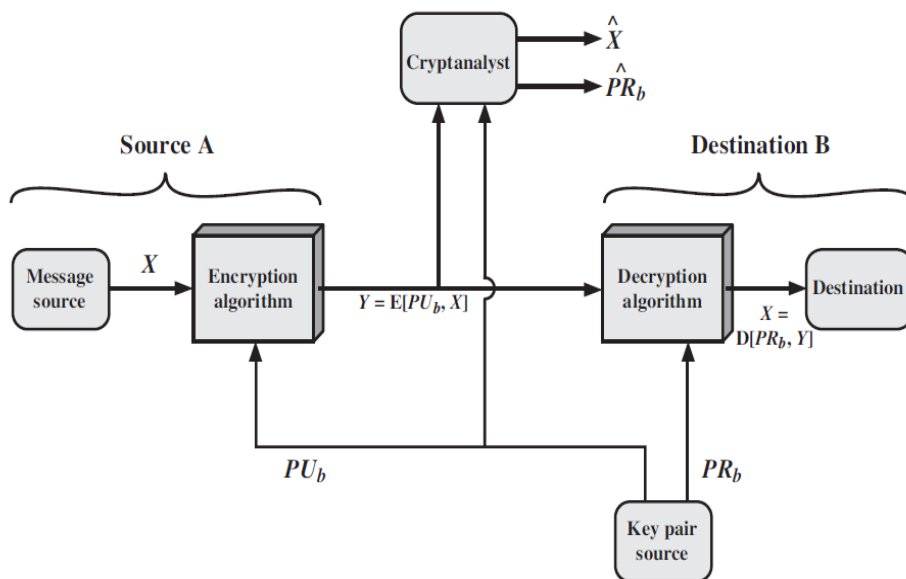 Cryptanalyst
X̂
P̂R_b
Source A
Destination B
Message
source
X
Encryption
algorithm
Y = E[PU_b, X]
Decryption
algorithm
X =
D[PR_b, Y]
Destination
PU_b
PR_b
Key pair
source